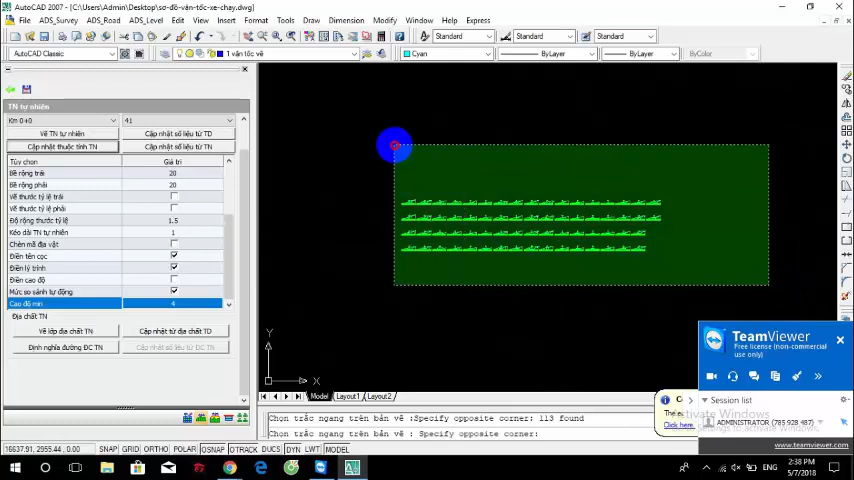 AutoCAD 2007 - [C:\Users\Admin\Desktop\sơ-đồ-vân-tốc-xe-chạy.dwg]
File ADS_Survey ADS_Road ADS_Level Edit View Insert Format Tools Draw Dimension Modify Window Help Express
Standard Standard Standard
AutoCAD Classic 1 vận tốc vẽ Cyan ByLayer ByLayer ByColor
TN tự nhiên
Km 0+0 41
Vẽ TN tự nhiên Cập nhật số liệu từ TD
Cập nhật thuộc tính TN Cập nhật số liệu từ TN
Tùy chọn Giá trị
Bề rộng trái 20
Bề rộng phải 20
Vẽ thước tỷ lệ trái
Vẽ thước tỷ lệ phải
Độ rộng thước tỷ lệ 1.5
Kéo dài TN tự nhiên 1
Chèn mã địa vật
Điền tên cọc
Điền lý trình
Điền cao độ
Mức so sánh tự động
Cao độ min 4
Địa chất TN
Vẽ lớp địa chất TN Cập nhật từ địa chất TD
Định nghĩa đường ĐC TN Cập nhật số liệu từ ĐC TN
Y
X
Model Layout1 Layout2
Chọn trắc ngang trên bản vẽ :Specify opposite corner: 113 found
Chọn trắc ngang trên bản vẽ : Specify opposite corner:
16637.91, 2955.44, 0.00 SNAP GRID ORTHO POLAR OSNAP OTRACK DUCS DYN LWT MODEL
TeamViewer
Free license (non-commercial use only)
Session list
Activate Windows
Click here
ADMINISTRATOR (785 928 487)
www.teamviewer.com
ENG
2:38 PM
5/7/2018